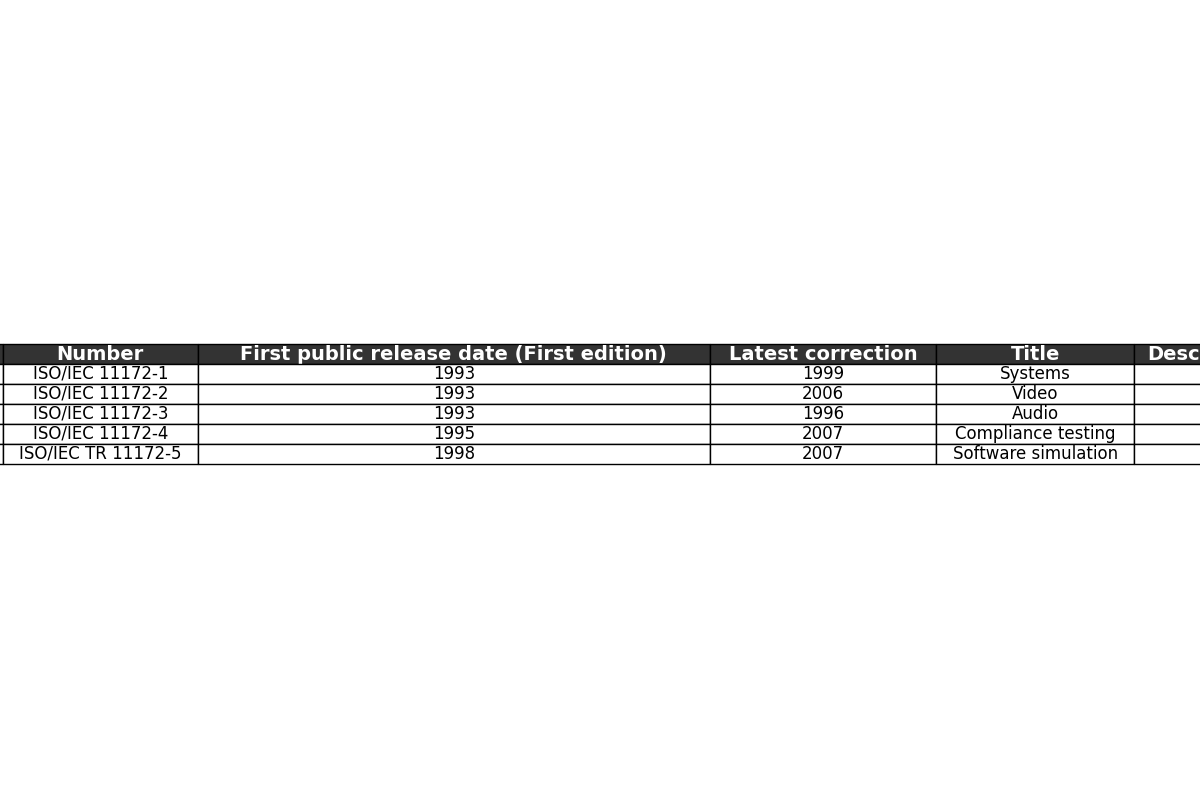 Number First public release date (First edition) Latest correction Title Desc
ISO/IEC 11172-1 1993 1999 Systems
ISO/IEC 11172-2 1993 2006 Video
ISO/IEC 11172-3 1993 1996 Audio
ISO/IEC 11172-4 1995 2007 Compliance testing
ISO/IEC TR 11172-5 1998 2007 Software simulation